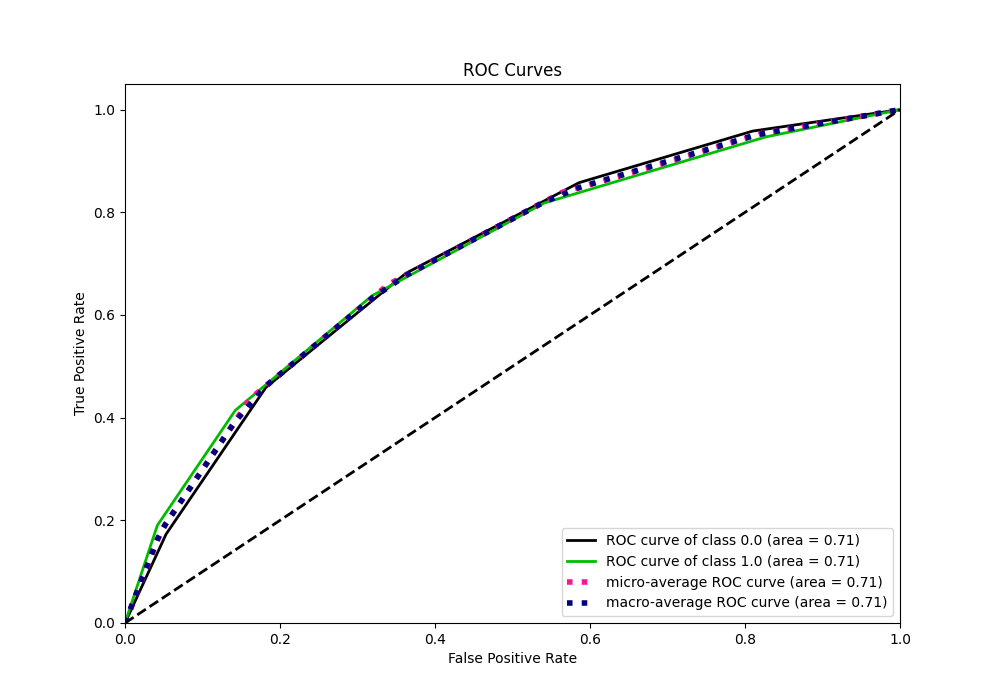 ROC Curves
1.0
0.8
0.6
0.4
0.2
0.0
True Positive Rate
ROC curve of class 0.0 (area = 0.71)
ROC curve of class 1.0 (area = 0.71)
micro-average ROC curve (area = 0.71)
macro-average ROC curve (area = 0.71)
0.0 0.2 0.4 0.6 0.8 1.0
False Positive Rate